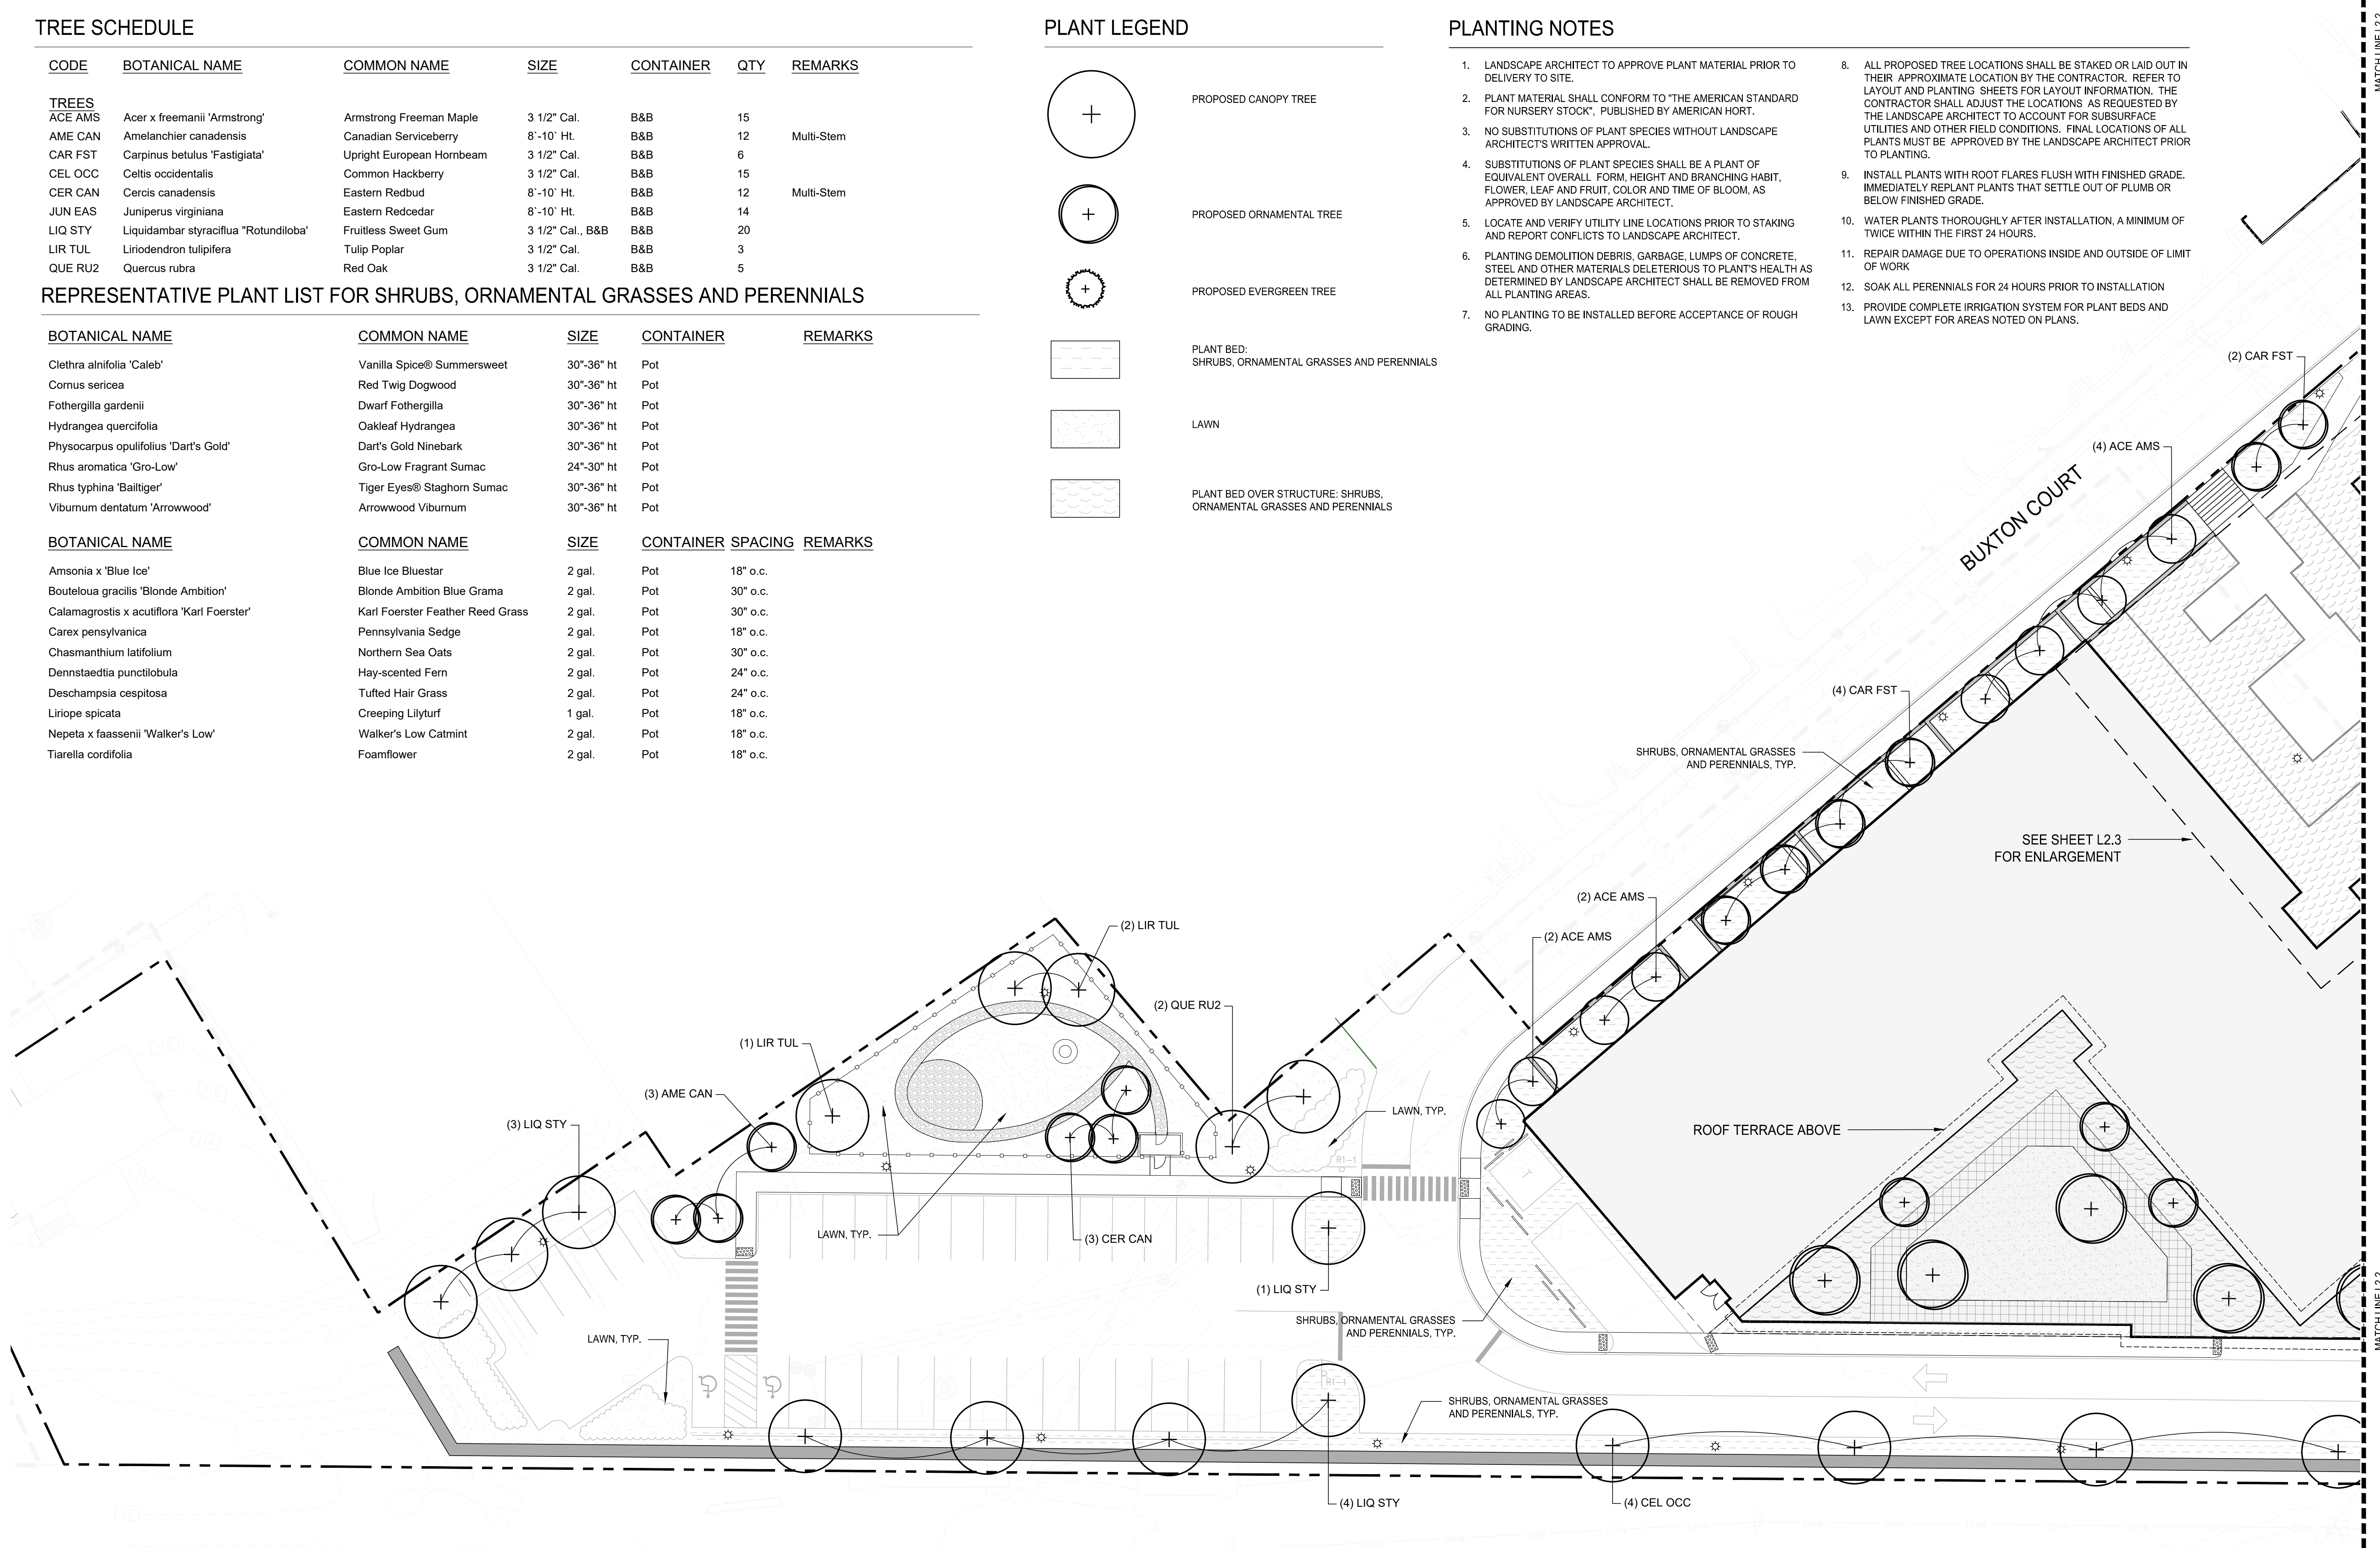 TREE SCHEDULE
CODE BOTANICAL NAME COMMON NAME SIZE CONTAINER QTY REMARKS
TREES
ACE AMS Acer x freemanii 'Armstrong' Armstrong Freeman Maple 3 1/2" Cal. B&B 15
AME CAN Amelanchier canadensis Canadian Serviceberry 8`-10` Ht. B&B 12 Multi-Stem
CAR FST Carpinus betulus 'Fastigiata' Upright European Hornbeam 3 1/2" Cal. B&B 6
CEL OCC Celtis occidentalis Common Hackberry 3 1/2" Cal. B&B 15
CER CAN Cercis canadensis Eastern Redbud 8`-10` Ht. B&B 12 Multi-Stem
JUN EAS Juniperus virginiana Eastern Redcedar 8`-10` Ht. B&B 14
LIQ STY Liquidambar styraciflua "Rotundiloba' Fruitless Sweet Gum 3 1/2" Cal., B&B B&B 20
LIR TUL Liriodendron tulipifera Tulip Poplar 3 1/2" Cal. B&B 3
QUE RU2 Quercus rubra Red Oak 3 1/2" Cal. B&B 5
REPRESENTATIVE PLANT LIST FOR SHRUBS, ORNAMENTAL GRASSES AND PERENNIALS
BOTANICAL NAME COMMON NAME SIZE CONTAINER REMARKS
Clethra alnifolia 'Caleb' Vanilla Spice® Summersweet 30"-36" ht Pot
Cornus sericea Red Twig Dogwood 30"-36" ht Pot
Fothergilla gardenii Dwarf Fothergilla 30"-36" ht Pot
Hydrangea quercifolia Oakleaf Hydrangea 30"-36" ht Pot
Physocarpus opulifolius 'Dart's Gold' Dart's Gold Ninebark 30"-36" ht Pot
Rhus aromatica 'Gro-Low' Gro-Low Fragrant Sumac 24"-30" ht Pot
Rhus typhina 'Bailtiger' Tiger Eyes® Staghorn Sumac 30"-36" ht Pot
Viburnum dentatum 'Arrowwood' Arrowwood Viburnum 30"-36" ht Pot
BOTANICAL NAME COMMON NAME SIZE CONTAINER SPACING REMARKS
Amsonia x 'Blue Ice' Blue Ice Bluestar 2 gal. Pot 18" o.c.
Bouteloua gracilis 'Blonde Ambition' Blonde Ambition Blue Grama 2 gal. Pot 30" o.c.
Calamagrostis x acutiflora 'Karl Foerster' Karl Foerster Feather Reed Grass 2 gal. Pot 30" o.c.
Carex pensylvanica Pennsylvania Sedge 2 gal. Pot 18" o.c.
Chasmanthium latifolium Northern Sea Oats 2 gal. Pot 30" o.c.
Dennstaedtia punctilobula Hay-scented Fern 2 gal. Pot 24" o.c.
Deschampsia cespitosa Tufted Hair Grass 2 gal. Pot 24" o.c.
Liriope spicata Creeping Lilyturf 1 gal. Pot 18" o.c.
Nepeta x faassenii 'Walker's Low' Walker's Low Catmint 2 gal. Pot 18" o.c.
Tiarella cordifolia Foamflower 2 gal. Pot 18" o.c.
PLANT LEGEND
PROPOSED CANOPY TREE
PROPOSED ORNAMENTAL TREE
PROPOSED EVERGREEN TREE
PLANT BED:
SHRUBS, ORNAMENTAL GRASSES AND PERENNIALS
LAWN
PLANT BED OVER STRUCTURE: SHRUBS,
ORNAMENTAL GRASSES AND PERENNIALS
PLANTING NOTES
1. LANDSCAPE ARCHITECT TO APPROVE PLANT MATERIAL PRIOR TO
DELIVERY TO SITE.
2. PLANT MATERIAL SHALL CONFORM TO "THE AMERICAN STANDARD
FOR NURSERY STOCK", PUBLISHED BY AMERICAN HORT.
3. NO SUBSTITUTIONS OF PLANT SPECIES WITHOUT LANDSCAPE
ARCHITECT'S WRITTEN APPROVAL.
4. SUBSTITUTIONS OF PLANT SPECIES SHALL BE A PLANT OF
EQUIVALENT OVERALL FORM, HEIGHT AND BRANCHING HABIT,
FLOWER, LEAF AND FRUIT, COLOR AND TIME OF BLOOM, AS
APPROVED BY LANDSCAPE ARCHITECT.
5. LOCATE AND VERIFY UTILITY LINE LOCATIONS PRIOR TO STAKING
AND REPORT CONFLICTS TO LANDSCAPE ARCHITECT.
6. PLANTING DEMOLITION DEBRIS, GARBAGE, LUMPS OF CONCRETE,
STEEL AND OTHER MATERIALS DELETERIOUS TO PLANT'S HEALTH AS
DETERMINED BY LANDSCAPE ARCHITECT SHALL BE REMOVED FROM
ALL PLANTING AREAS.
7. NO PLANTING TO BE INSTALLED BEFORE ACCEPTANCE OF ROUGH
GRADING.
8. ALL PROPOSED TREE LOCATIONS SHALL BE STAKED OR LAID OUT IN
THEIR APPROXIMATE LOCATION BY THE CONTRACTOR. REFER TO
LAYOUT AND PLANTING SHEETS FOR LAYOUT INFORMATION. THE
CONTRACTOR SHALL ADJUST THE LOCATIONS AS REQUESTED BY
THE LANDSCAPE ARCHITECT TO ACCOUNT FOR SUBSURFACE
UTILITIES AND OTHER FIELD CONDITIONS. FINAL LOCATIONS OF ALL
PLANTS MUST BE APPROVED BY THE LANDSCAPE ARCHITECT PRIOR
TO PLANTING.
9. INSTALL PLANTS WITH ROOT FLARES FLUSH WITH FINISHED GRADE.
IMMEDIATELY REPLANT PLANTS THAT SETTLE OUT OF PLUMB OR
BELOW FINISHED GRADE.
10. WATER PLANTS THOROUGHLY AFTER INSTALLATION, A MINIMUM OF
TWICE WITHIN THE FIRST 24 HOURS.
11. REPAIR DAMAGE DUE TO OPERATIONS INSIDE AND OUTSIDE OF LIMIT
OF WORK
12. SOAK ALL PERENNIALS FOR 24 HOURS PRIOR TO INSTALLATION
13. PROVIDE COMPLETE IRRIGATION SYSTEM FOR PLANT BEDS AND
LAWN EXCEPT FOR AREAS NOTED ON PLANS.
MATCH LINE L2.2
(2) CAR FST
(4) ACE AMS
BUXTON COURT
(4) CAR FST
SHRUBS, ORNAMENTAL GRASSES
AND PERENNIALS, TYP.
SEE SHEET L2.3
FOR ENLARGEMENT
(2) ACE AMS
(2) LIR TUL
(2) ACE AMS
(2) QUE RU2
(1) LIR TUL
(3) AME CAN
LAWN, TYP.
(3) LIQ STY
ROOF TERRACE ABOVE
R1-1
LAWN, TYP.
(3) CER CAN
(1) LIQ STY
SHRUBS, ORNAMENTAL GRASSES
AND PERENNIALS, TYP.
LAWN, TYP.
MATCH LINE L2.2
R1-1
SHRUBS, ORNAMENTAL GRASSES
AND PERENNIALS, TYP.
(4) LIQ STY
(4) CEL OCC